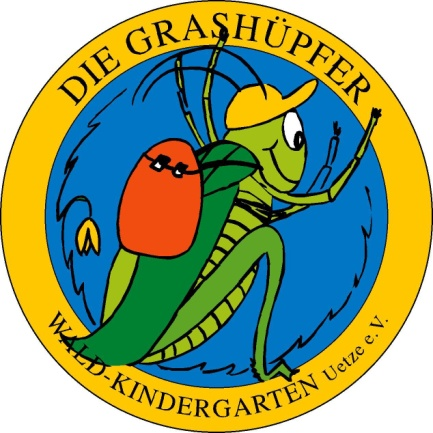 DIE GRASHÜPFER
WALD-KINDERGARTEN Uetze e.V.